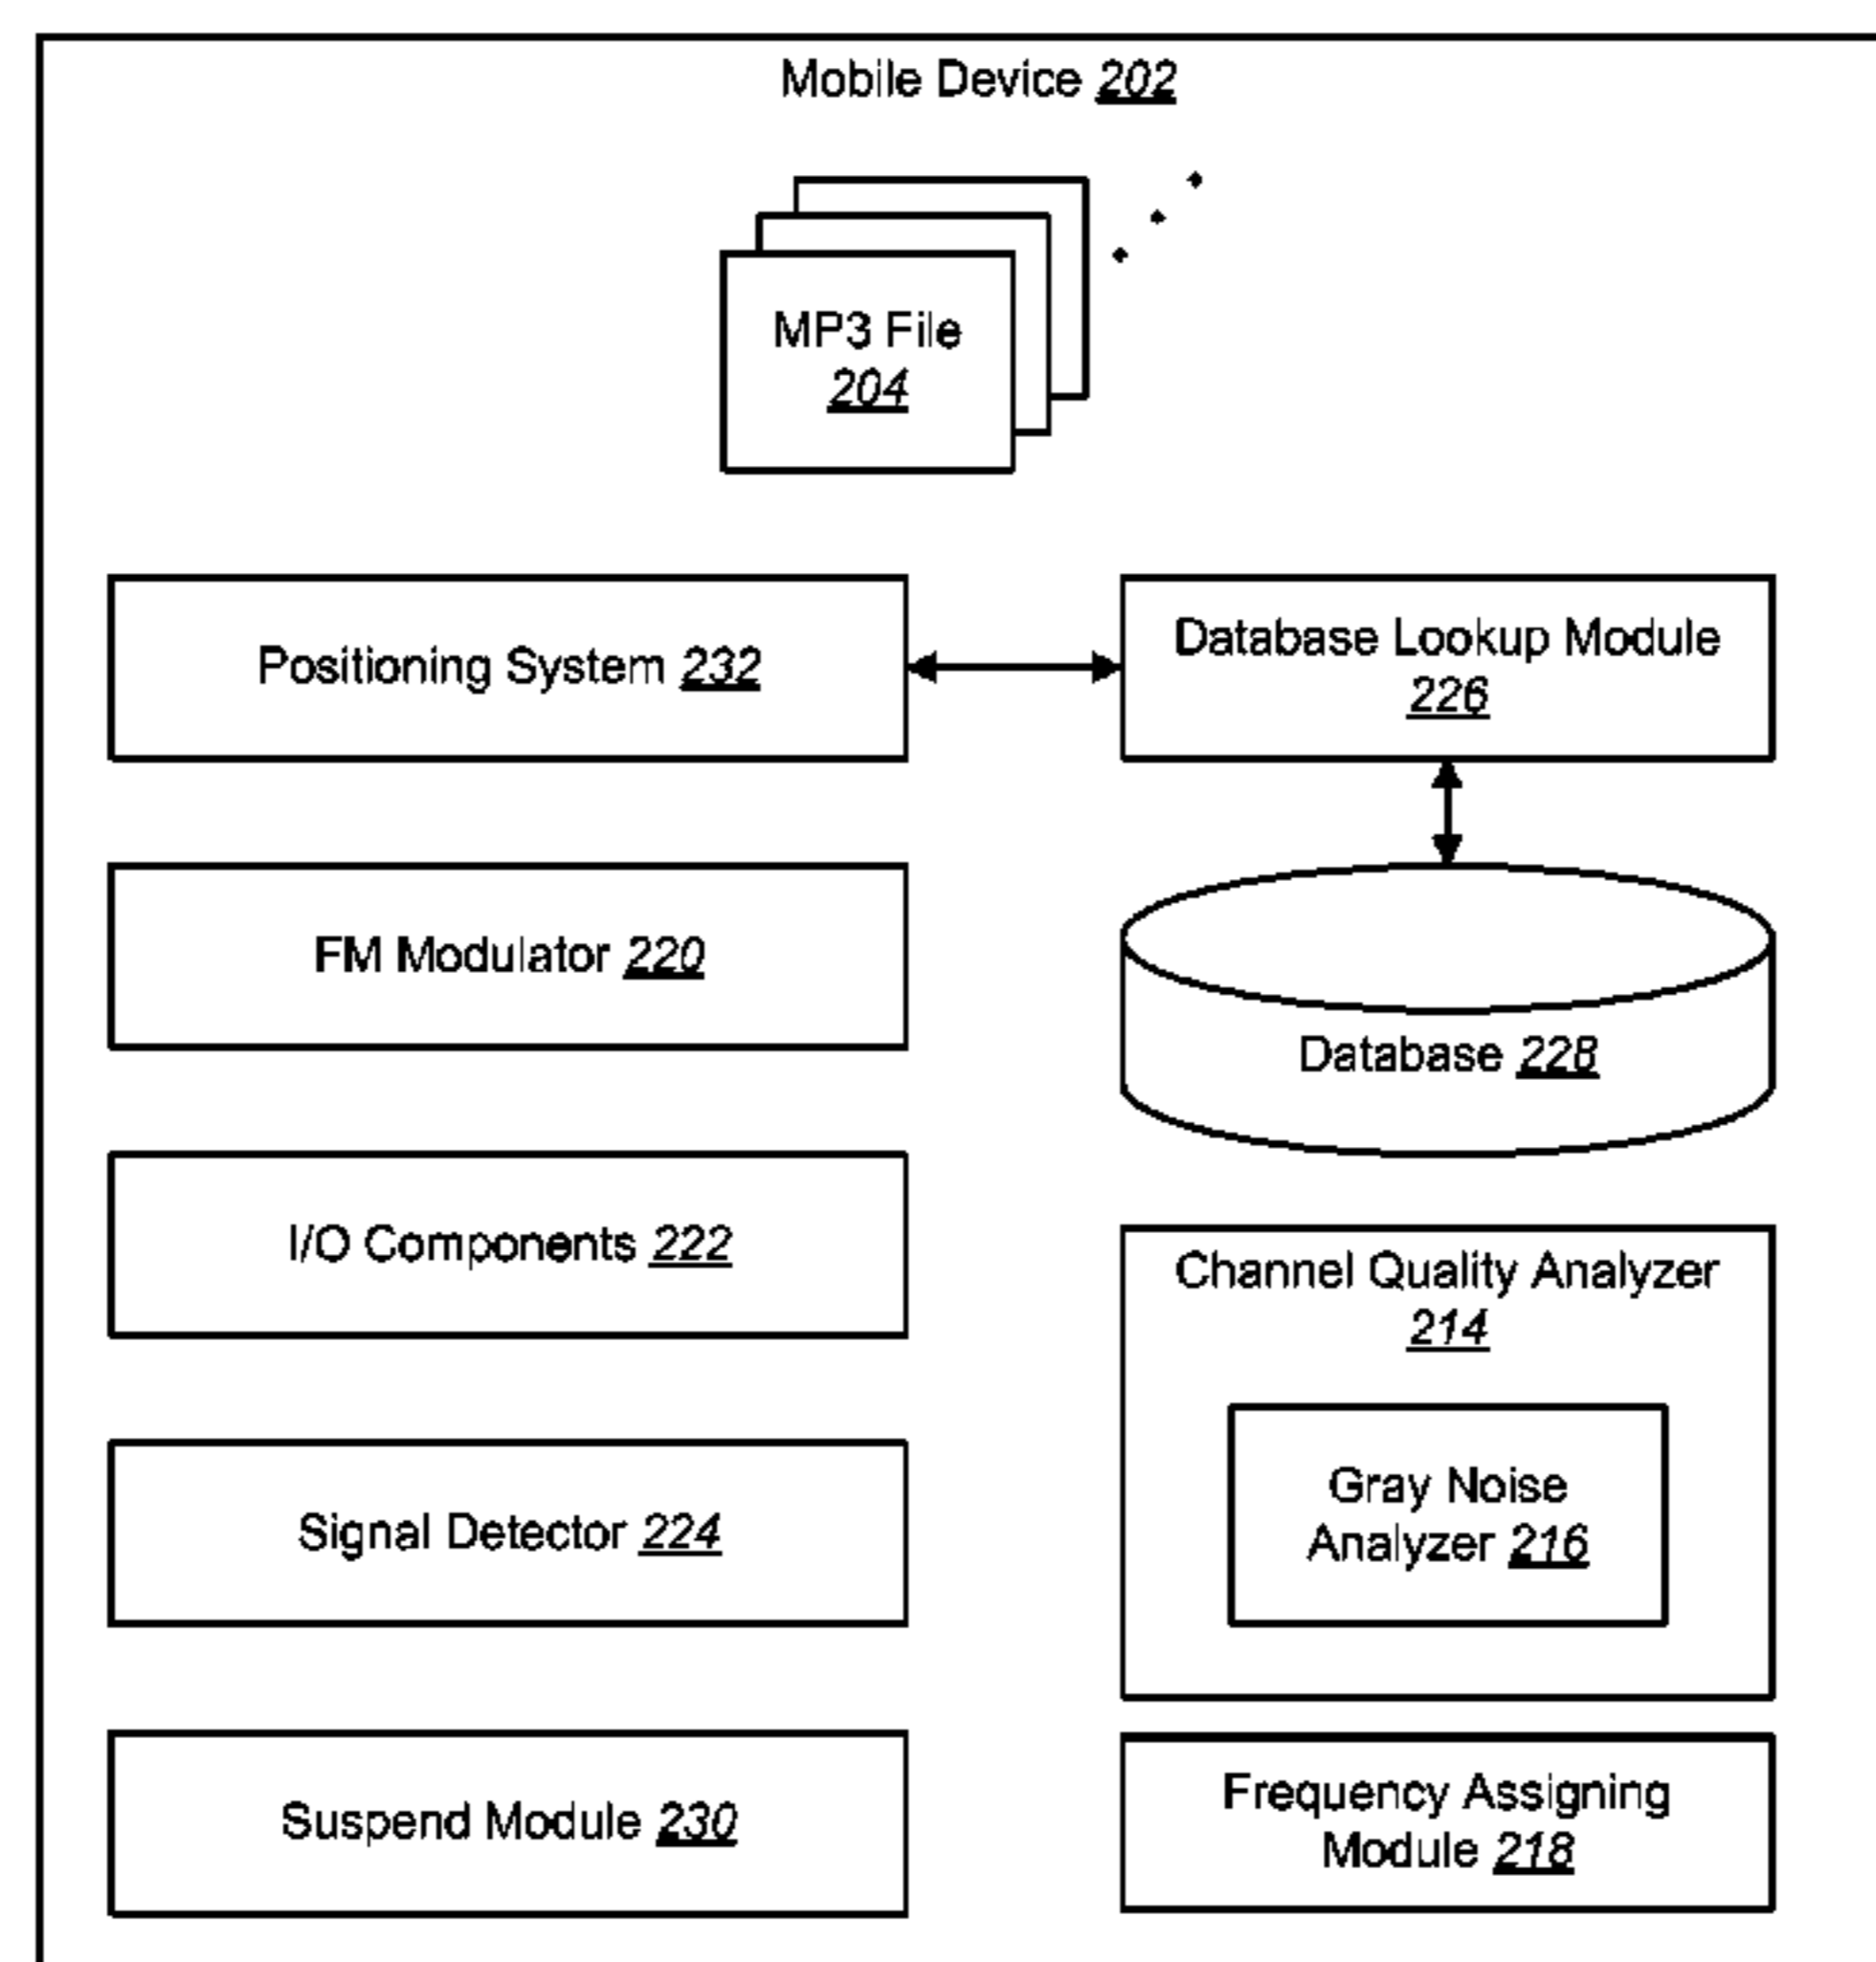 Mobile Device 202
MP3 File
204
Positioning System 232
Database Lookup Module
226
FM Modulator 220
Database 228
I/O Components 222
Channel Quality Analyzer
214
Gray Noise
Analyzer 216
Signal Detector 224
Suspend Module 230
Frequency Assigning
Module 218